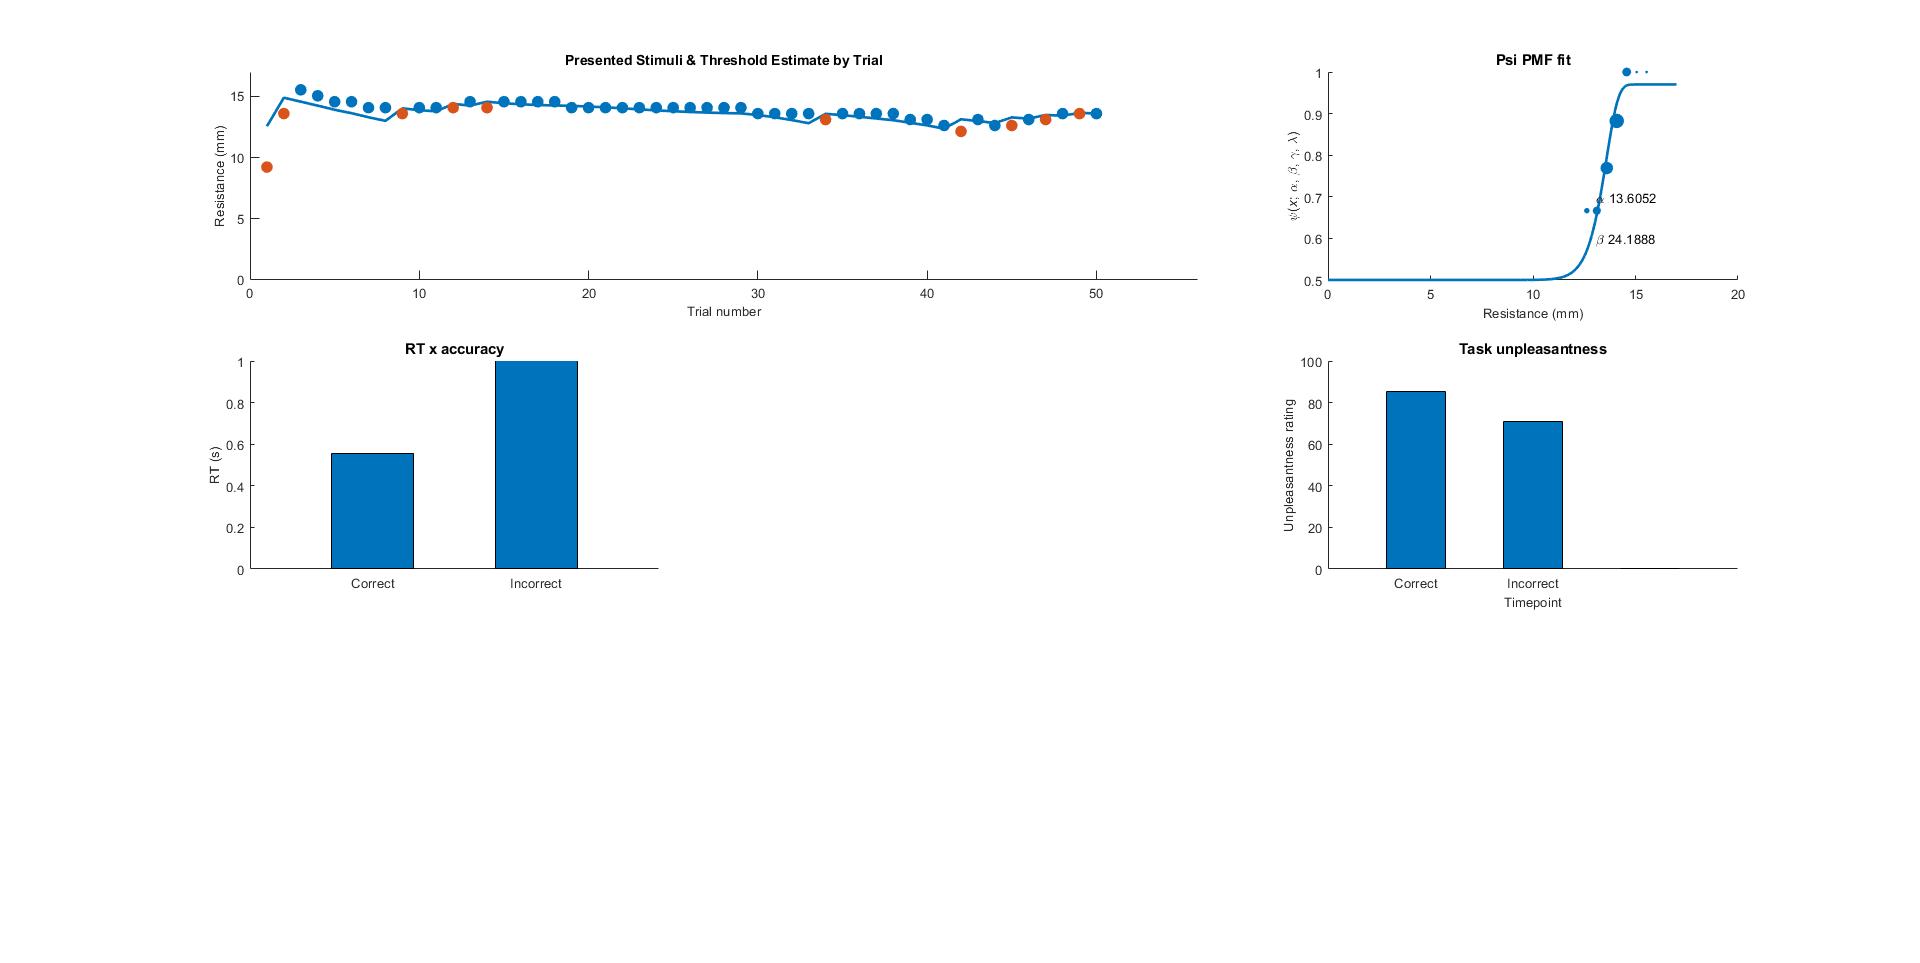 Presented Stimuli & Threshold Estimate by Trial
Resistance (mm)
15
10
5
0
0 10 20 30 40 50
Trial number
Psi PMF fit
ψ(x; α, β, γ, λ)
1
0.9
0.8
0.7
0.6
0.5
α 13.6052
β 24.1888
0 5 10 15 20
Resistance (mm)
RT x accuracy
RT (s)
1
0.8
0.6
0.4
0.2
0
Correct Incorrect
Task unpleasantness
Unpleasantness rating
100
80
60
40
20
0
Correct Incorrect
Timepoint